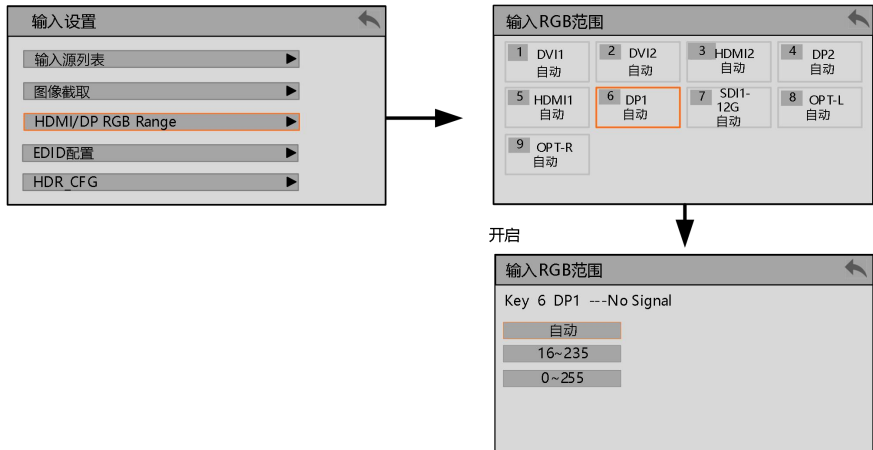 输入设置
输入源列表
图像截取
HDMI/DP RGB Range
EDID配置
HDR_CFG
输入RGB范围
1 DVI1
自动
2 DVI2
自动
3 HDMI2
自动
4 DP2
自动
5 HDMI1
自动
6 DP1
自动
7 SDI1-
12G
自动
8 OPT-L
自动
9 OPT-R
自动
开启
输入RGB范围
Key 6 DP1 ---No Signal
自动
16~235
0~255